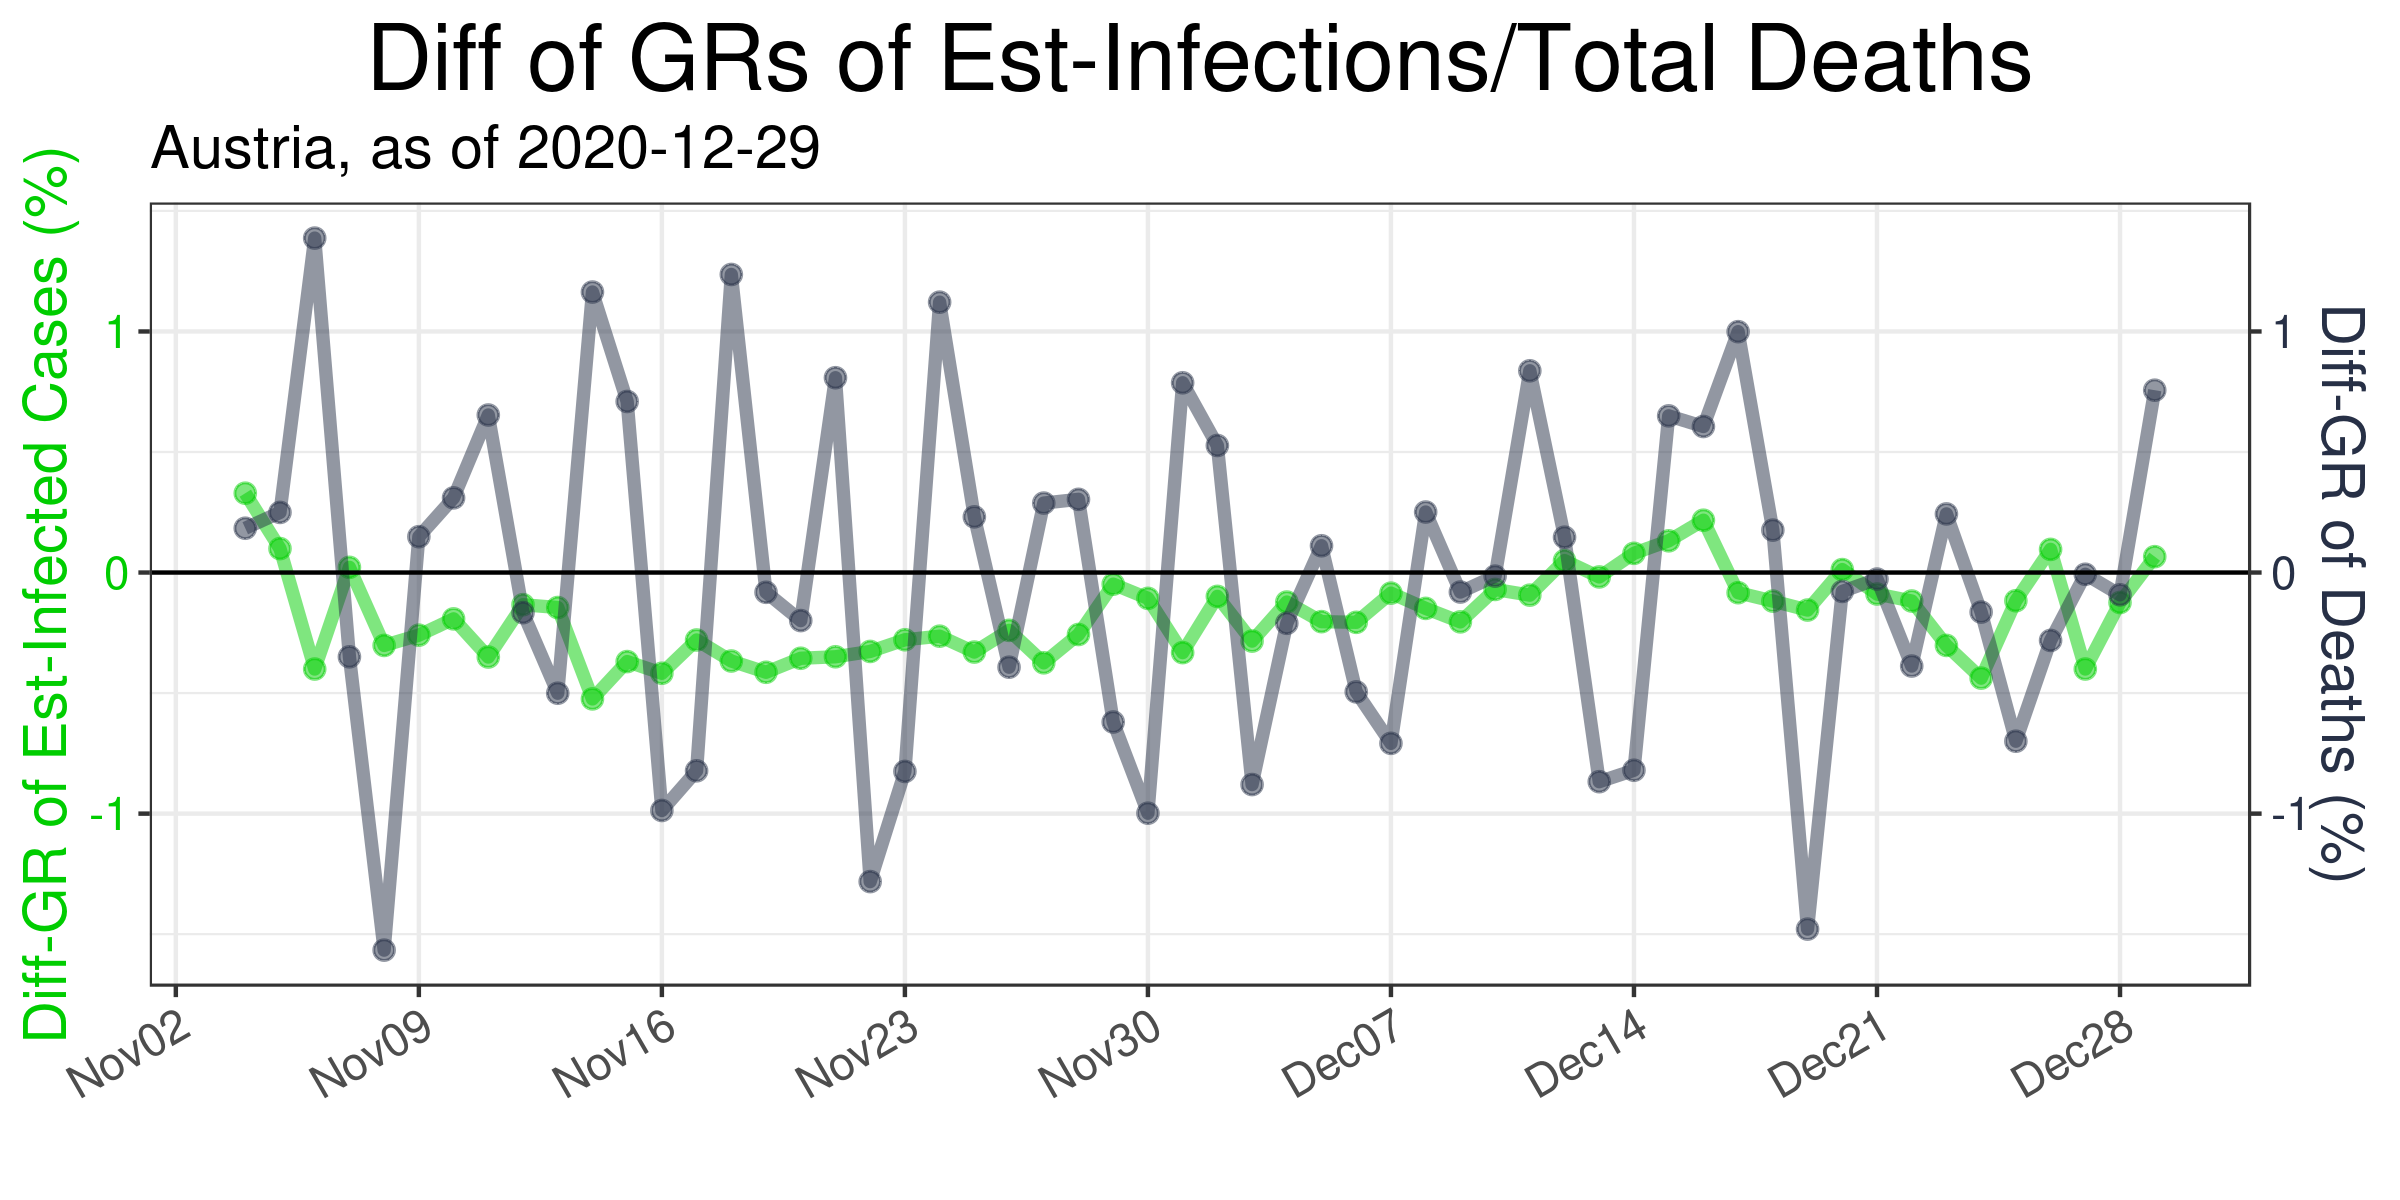 Diff of GRs of Est-Infections/Total Deaths
Austria, as of 2020-12-29
Diff-GR of Est-Infected Cases (%)
1
0
-1
1
0
-1
Diff-GR of Deaths (%)
Nov02
Nov09
Nov16
Nov23
Nov30
Dec07
Dec14
Dec21
Dec28